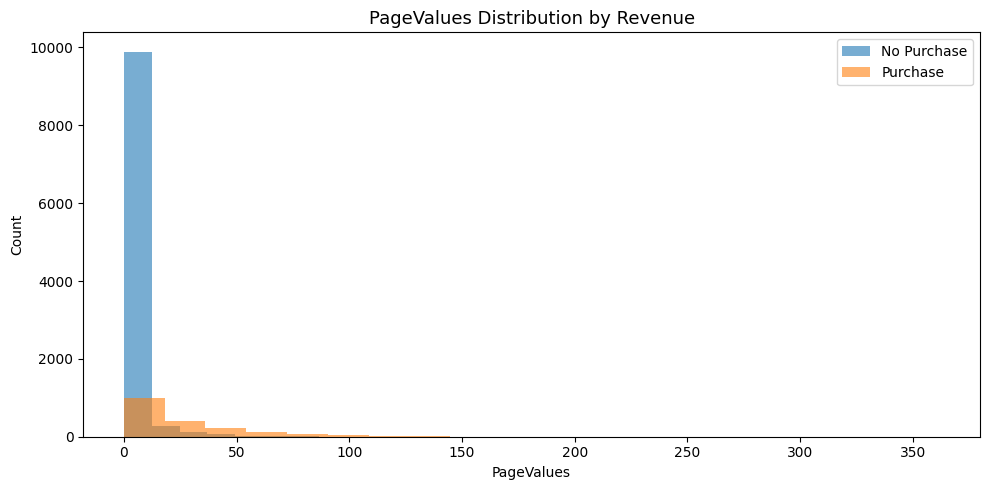 PageValues Distribution by Revenue
No Purchase
Purchase
10000
8000
6000
4000
2000
0
Count
0 50 100 150 200 250 300 350
PageValues